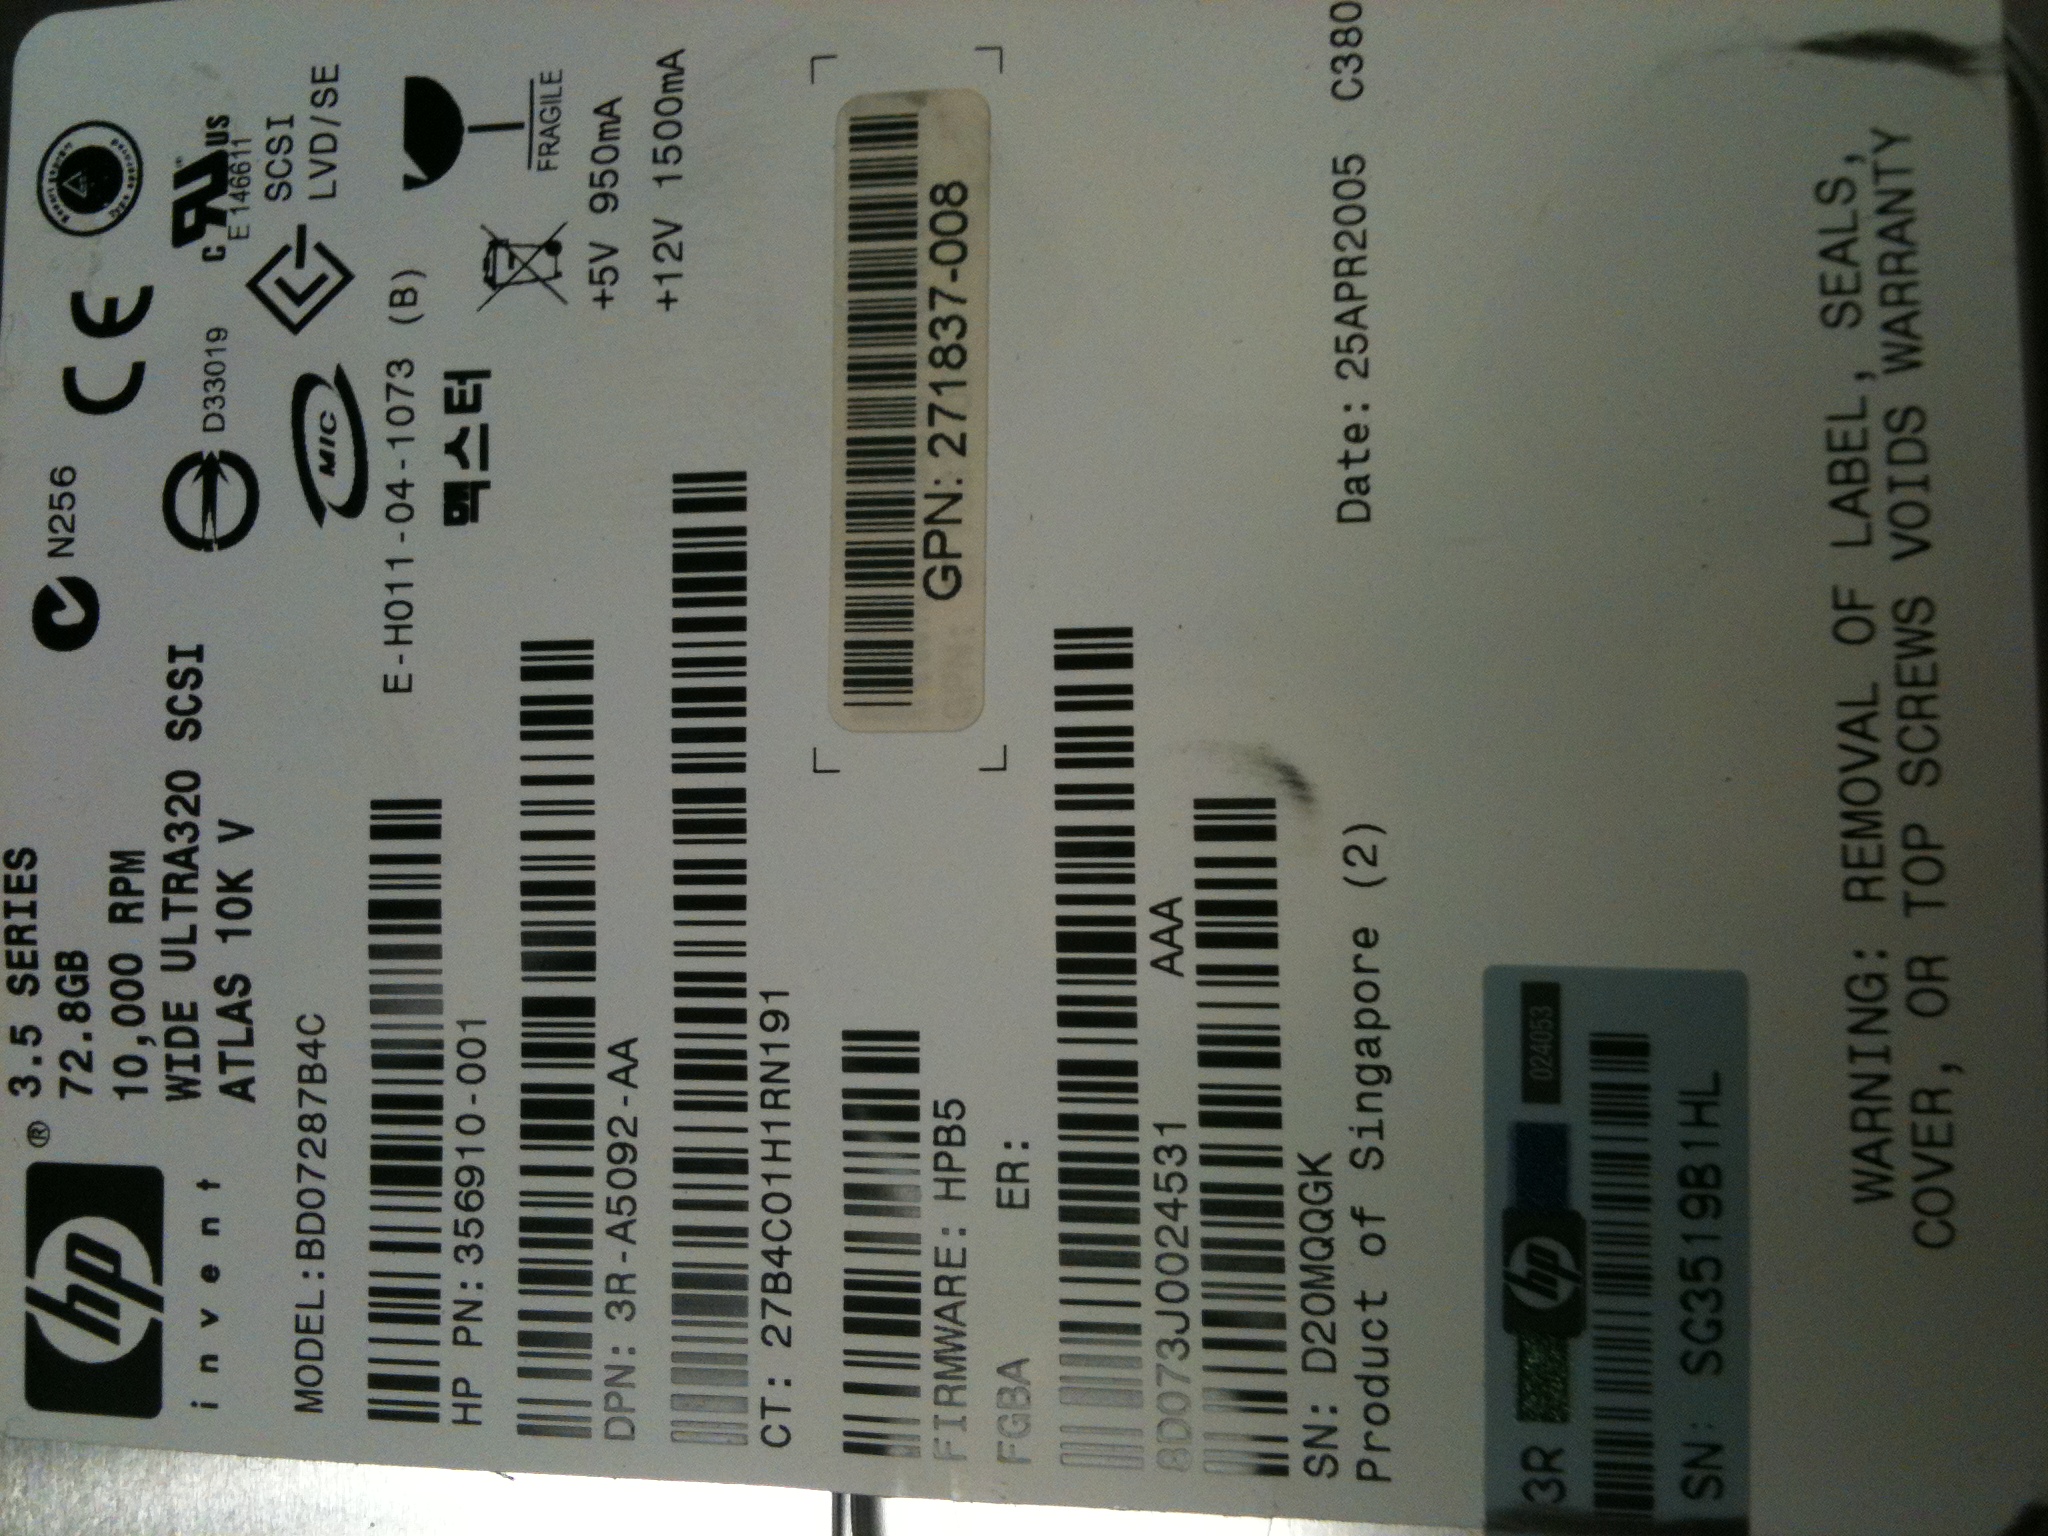 hp
invent
®
3.5 SERIES
72.8GB
10,000 RPM
WIDE ULTRA320 SCSI
ATLAS 10K V
N256
CE
D33019
C RU US
E 146611
SCSI
LVD/SE
MIC
E-H011-04-1073 (B)
맥스터
FRAGILE
+5V 950mA
+12V 1500mA
MODEL:BD07287B4C
HP PN: 356910-001
DPN: 3R-A5092-AA
CT: 27B4C01H1RN191
FIRMWARE: HPB5
GPN: 271837-008
FGBA ER:
8D073J0024531 AAA
SN: D20MQQGK
Product of Singapore (2)
Date: 25APR2005 C380
3R hp 024053
SN: SG3519B1HL
WARNING: REMOVAL OF LABEL, SEALS,
COVER, OR TOP SCREWS VOIDS WARRANTY